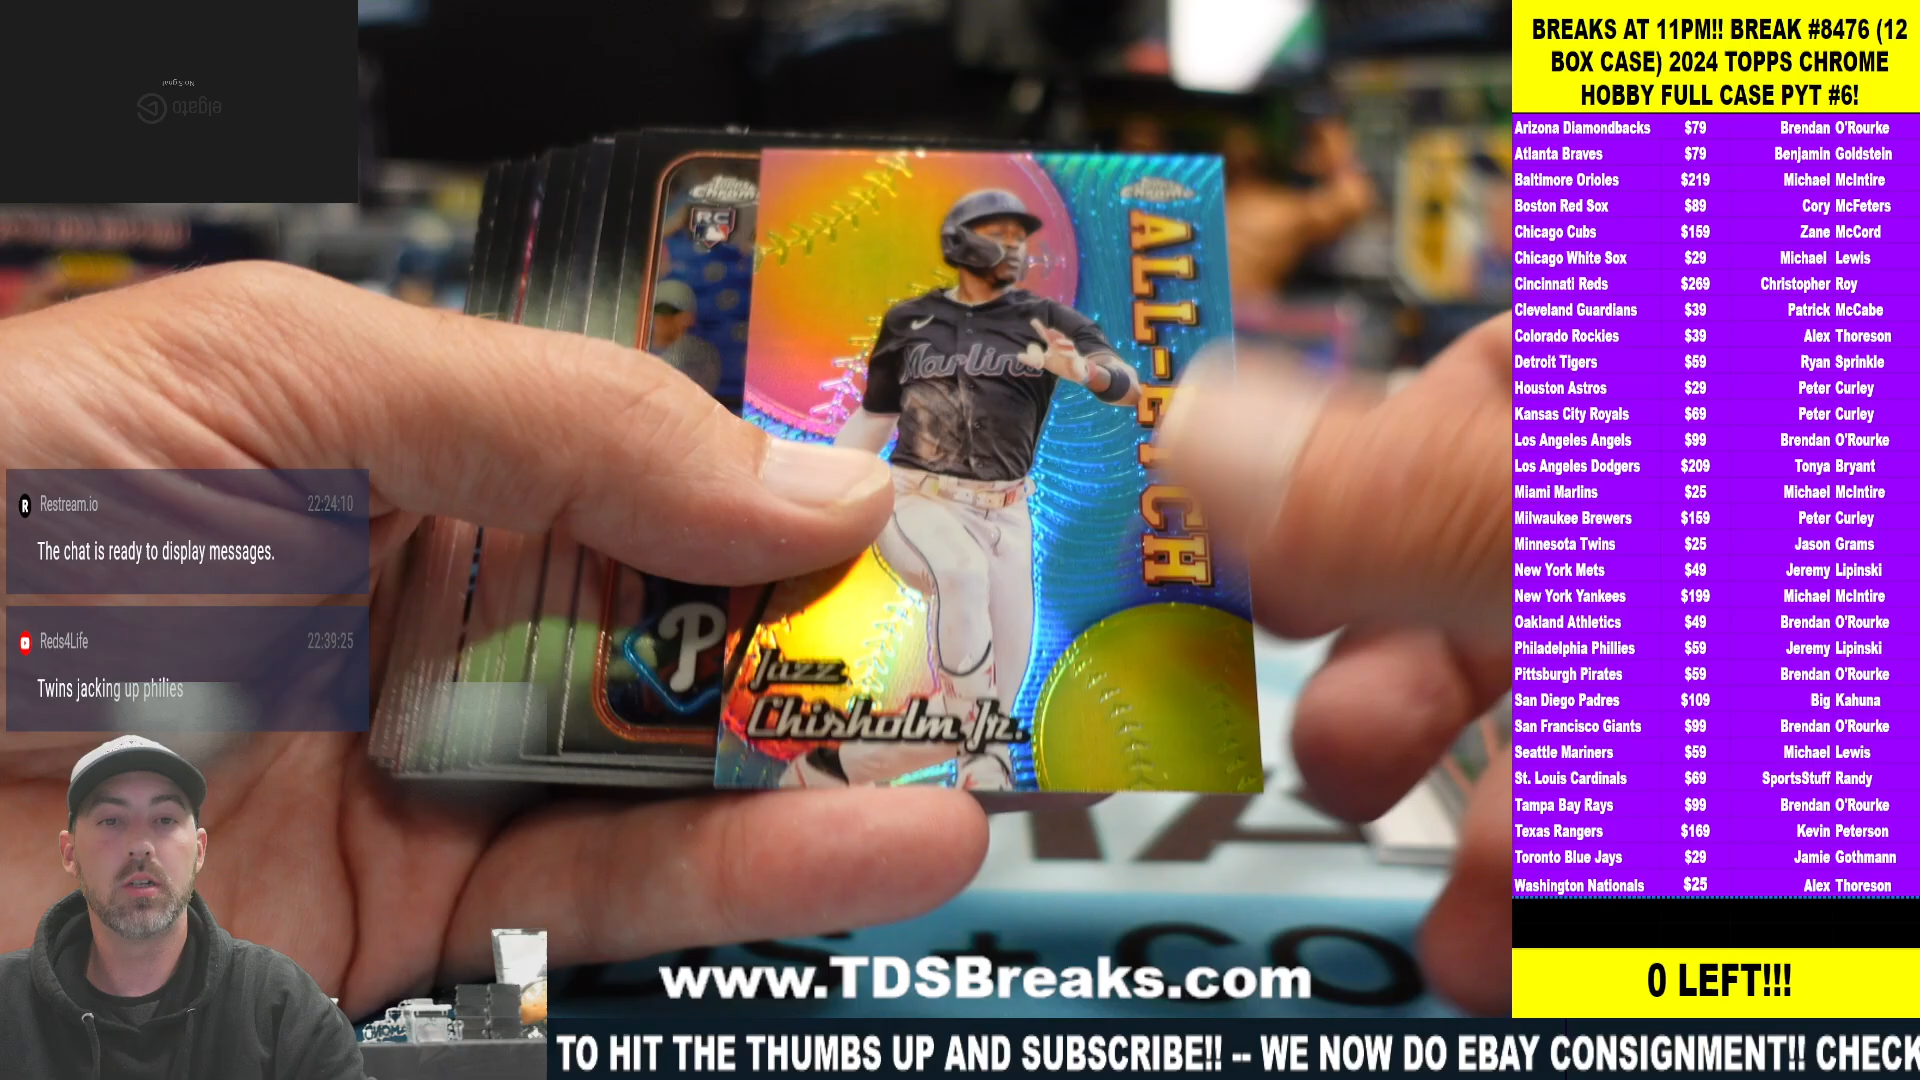 No Signal
elgato
BREAKS AT 11PM!! BREAK #8476 (12
BOX CASE) 2024 TOPPS CHROME
HOBBY FULL CASE PYT #6!
Arizona Diamondbacks $79 Brendan O'Rourke
Atlanta Braves $79 Benjamin Goldstein
Baltimore Orioles $219 Michael McIntire
Boston Red Sox $89 Cory McFeters
Chicago Cubs $159 Zane McCord
Chicago White Sox $29 Michael Lewis
Cincinnati Reds $269 Christopher Roy
Cleveland Guardians $39 Patrick McCabe
Colorado Rockies $39 Alex Thoreson
Detroit Tigers $59 Ryan Sprinkle
Houston Astros $29 Peter Curley
Kansas City Royals $69 Peter Curley
Los Angeles Angels $99 Brendan O'Rourke
Los Angeles Dodgers $209 Tonya Bryant
Miami Marlins $25 Michael McIntire
Milwaukee Brewers $159 Peter Curley
Minnesota Twins $25 Jason Grams
New York Mets $49 Jeremy Lipinski
New York Yankees $199 Michael McIntire
Oakland Athletics $49 Brendan O'Rourke
Philadelphia Phillies $59 Jeremy Lipinski
Pittsburgh Pirates $59 Brendan O'Rourke
San Diego Padres $109 Big Kahuna
San Francisco Giants $99 Brendan O'Rourke
Seattle Mariners $59 Michael Lewis
St. Louis Cardinals $69 SportsStuff Randy
Tampa Bay Rays $99 Brendan O'Rourke
Texas Rangers $169 Kevin Peterson
Toronto Blue Jays $29 Jamie Gothmann
Washington Nationals $25 Alex Thoreson
0 LEFT!!!
Topps
CHROME
RC
P
Topps
CHROME
Marlins
Jazz
Chisholm Jr.
Restream.io 22:24:10
The chat is ready to display messages.
Reds4Life 22:39:25
Twins jacking up philies
www.TDSBreaks.com
TO HIT THE THUMBS UP AND SUBSCRIBE!! -- WE NOW DO EBAY CONSIGNMENT!! CHECK